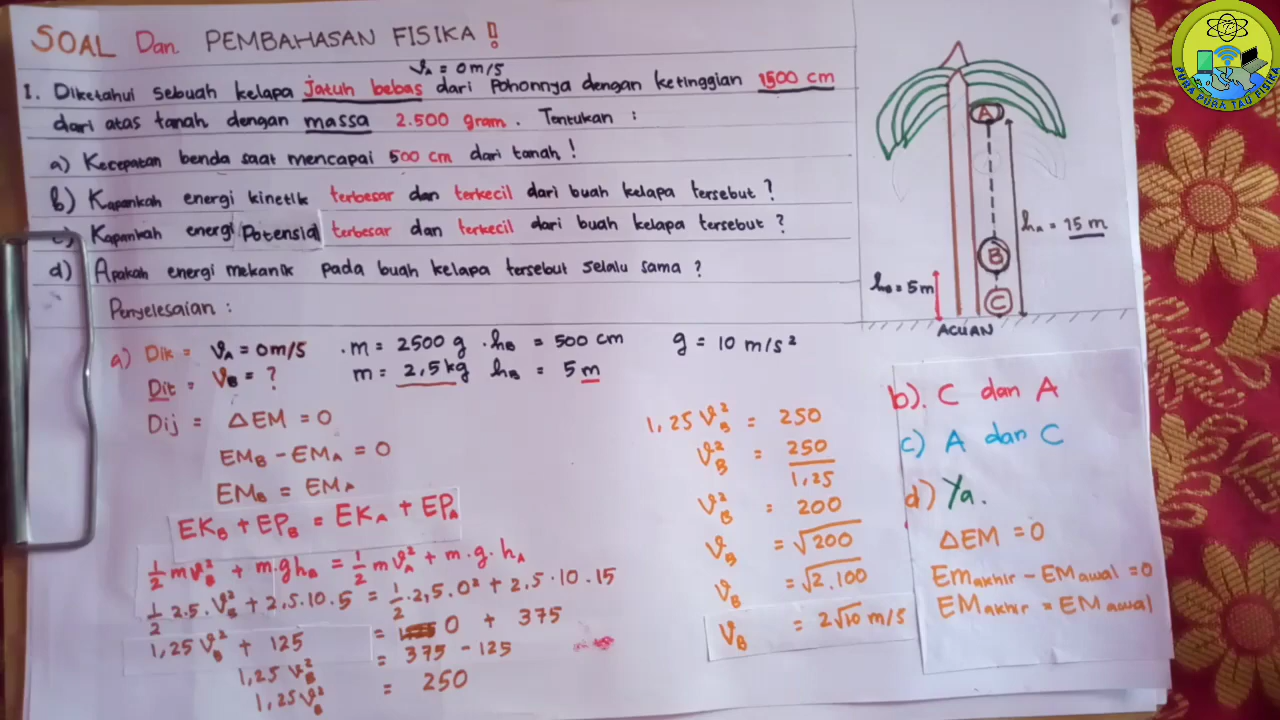 SOAL Dan PEMBAHASAN FISIKA !
vA = 0 m/s
1. Diketahui sebuah kelapa jatuh bebas dari Pohonnya dengan ketinggian 1500 cm
dari atas tanah dengan massa 2.500 gram. Tentukan :
a) Kecepatan benda saat mencapai 500 cm dari tanah !
b) Kapankah energi kinetik terbesar dan terkecil dari buah kelapa tersebut ?
c) Kapankah energi Potensial terbesar dan terkecil dari buah kelapa tersebut ?
d) Apakah energi mekanik pada buah kelapa tersebut selalu sama ?
Penyelesaian :
A
hA = 15 m
B
hB = 5 m
C
ACUAN
PURA PURA TAU FISIKA
a) Dik = vA = 0 m/s . m = 2500 g . hB = 500 cm g = 10 m/s²
m = 2,5 kg hB = 5 m
Dit = vB = ?
Dij = ΔEM = 0
EMB - EMA = 0
EMB = EMA
EKB + EPB = EKA + EPA
1/2 m vB² + m.g hB = 1/2 m vA² + m.g.hA
1/2 2.5. vB² + 2,5.10.5 = 1/2 . 2,5.0² + 2,5.10.15
1,25 vB² + 125 = 0 + 375
1,25 vB² = 375 - 125
1,25 vB² = 250
1,25 vB² = 250
vB² = 250/1,25
vB² = 200
vB = √200
vB = √2.100
VB = 2√10 m/s
b). C dan A
c) A dan C
d) Ya.
ΔEM = 0
Emakhir - EMawal = 0
EMakhir = EMawal